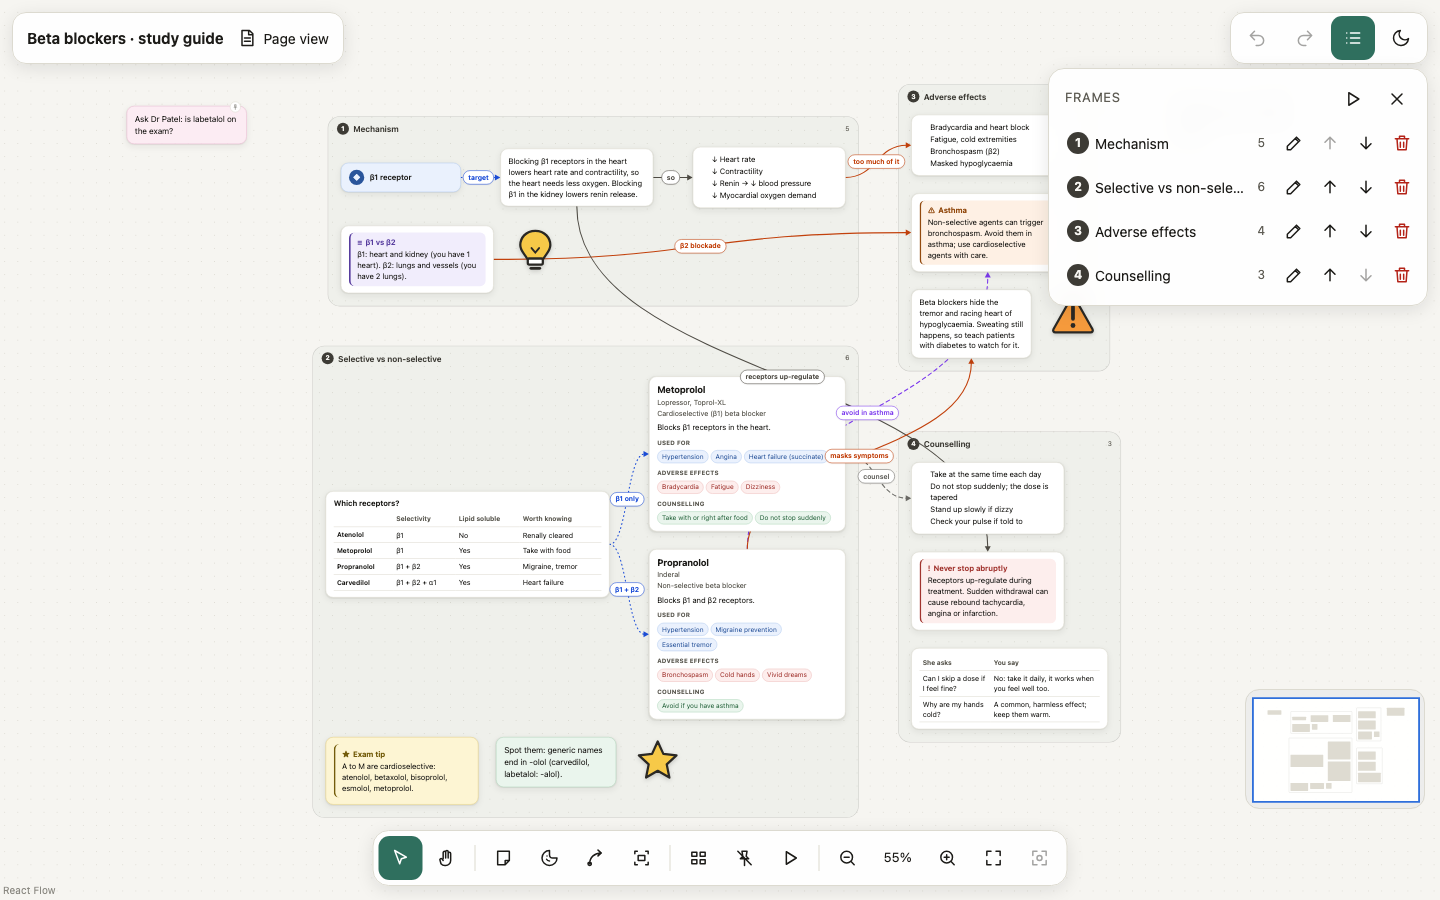 Beta blockers · study guide
Page view
Ask Dr Patel: is labetalol on
the exam?
1 Mechanism 5
β1 receptor
target
Blocking β1 receptors in the heart
lowers heart rate and contractility, so
the heart needs less oxygen. Blocking
β1 in the kidney lowers renin release.
so
↓ Heart rate
↓ Contractility
↓ Renin → ↓ blood pressure
↓ Myocardial oxygen demand
too much of it
≡ β1 vs β2
β1: heart and kidney (you have 1
heart). β2: lungs and vessels (you
have 2 lungs).
β2 blockade
3 Adverse effects
Bradycardia and heart block
Fatigue, cold extremities
Bronchospasm (β2)
Masked hypoglycaemia
Asthma
Non-selective agents can trigger
bronchospasm. Avoid them in
asthma; use cardioselective
agents with care.
Beta blockers hide the
tremor and racing heart of
hypoglycaemia. Sweating still
happens, so teach patients
with diabetes to watch for it.
FRAMES
1 Mechanism 5
2 Selective vs non-sele... 6
3 Adverse effects 4
4 Counselling 3
2 Selective vs non-selective 6
receptors up-regulate
Metoprolol
Lopressor, Toprol-XL
Cardioselective (β1) beta blocker
Blocks β1 receptors in the heart.
USED FOR
Hypertension Angina Heart failure (succinate)
ADVERSE EFFECTS
Bradycardia Fatigue Dizziness
COUNSELLING
Take with or right after food Do not stop suddenly
avoid in asthma
masks symptoms
counsel
Which receptors?
Selectivity Lipid soluble Worth knowing
Atenolol β1 No Renally cleared
Metoprolol β1 Yes Take with food
Propranolol β1 + β2 Yes Migraine, tremor
Carvedilol β1 + β2 + α1 Yes Heart failure
β1 only
β1 + β2
Propranolol
Inderal
Non-selective beta blocker
Blocks β1 and β2 receptors.
USED FOR
Hypertension Migraine prevention
Essential tremor
ADVERSE EFFECTS
Bronchospasm Cold hands Vivid dreams
COUNSELLING
Avoid if you have asthma
Exam tip
A to M are cardioselective:
atenolol, betaxolol, bisoprolol,
esmolol, metoprolol.
Spot them: generic names
end in -olol (carvedilol,
labetalol: -alol).
4 Counselling 3
Take at the same time each day
Do not stop suddenly; the dose is
tapered
Stand up slowly if dizzy
Check your pulse if told to
! Never stop abruptly
Receptors up-regulate during
treatment. Sudden withdrawal can
cause rebound tachycardia,
angina or infarction.
She asks You say
Can I skip a dose if No: take it daily, it works when
I feel fine? you feel well too.
Why are my hands A common, harmless effect;
cold? keep them warm.
55%
React Flow